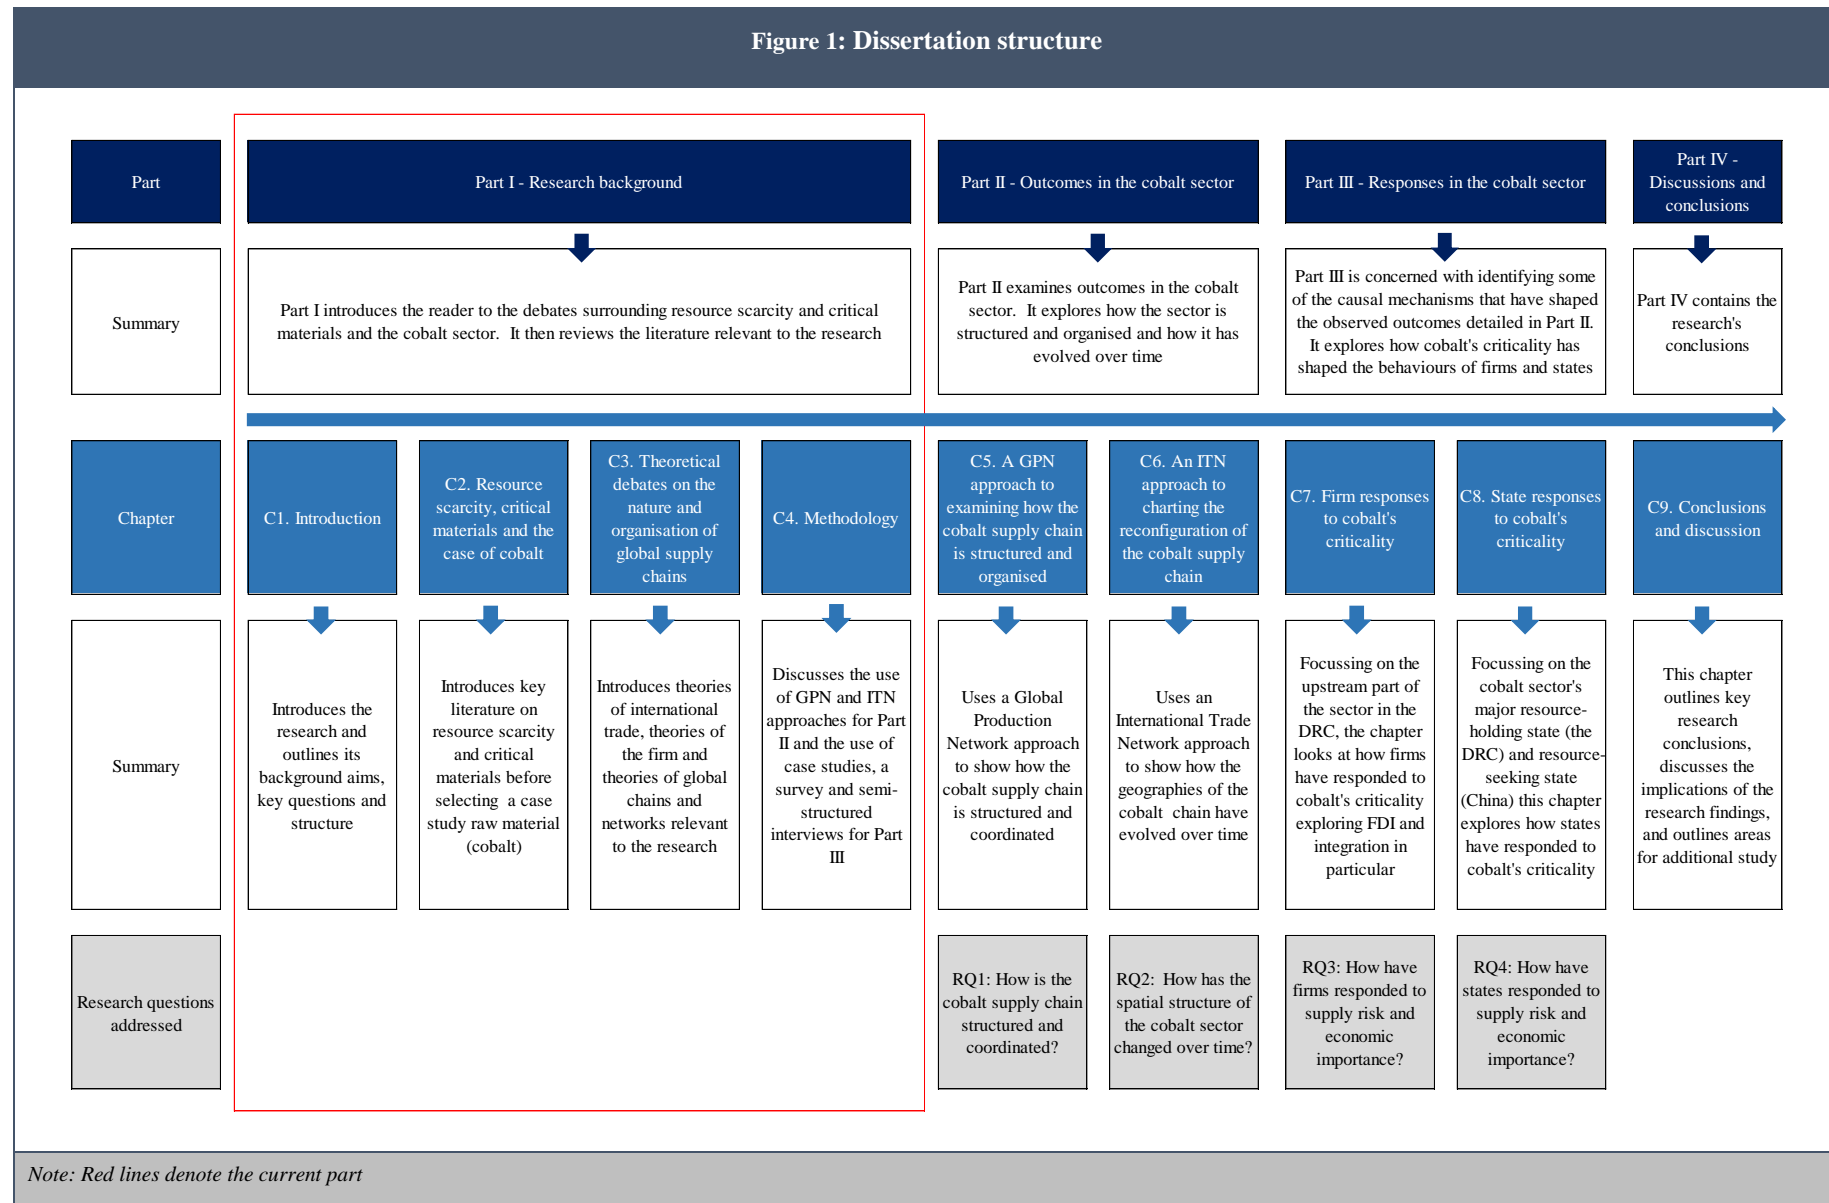 Figure 1: Dissertation structure
Part
Part I - Research background
Part II - Outcomes in the cobalt sector
Part III - Responses in the cobalt sector
Part IV -
Discussions and
conclusions
Summary
Part I introduces the reader to the debates surrounding resource scarcity and critical
materials and the cobalt sector.  It then reviews the literature relevant to the research
Part II examines outcomes in the cobalt
sector.  It explores how the sector is
structured and organised and how it has
evolved over time
Part III is concerned with identifying some
of the causal mechanisms that have shaped
the observed outcomes detailed in Part II.
It explores how cobalt's criticality has
shaped the behaviours of firms and states
Part IV contains the
research's
conclusions
Chapter
C1. Introduction
C2. Resource
scarcity, critical
materials and the
case of cobalt
C3. Theoretical
debates on the
nature and
organisation of
global supply
chains
C4. Methodology
C5. A GPN
approach to
examining how the
cobalt supply chain
is structured and
organised
C6. An ITN
approach to
charting the
reconfiguration of
the cobalt supply
chain
C7. Firm responses
to cobalt's
criticality
C8. State responses
to cobalt's
criticality
C9. Conclusions
and discussion
Summary
Introduces the
research and
outlines its
background aims,
key questions and
structure
Introduces key
literature on
resource scarcity
and critical
materials before
selecting  a case
study raw material
(cobalt)
Introduces theories
of international
trade, theories of
the firm and
theories of global
chains and
networks relevant
to the research
Discusses the use
of GPN and ITN
approaches for Part
II and the use of
case studies, a
survey and semi-
structured
interviews for Part
III
Uses a Global
Production
Network approach
to show how the
cobalt supply chain
is structured and
coordinated
Uses an
International Trade
Network approach
to show how the
geographies of the
cobalt  chain have
evolved over time
Focussing on the
upstream part of
the sector in the
DRC, the chapter
looks at how firms
have responded to
cobalt's criticality
exploring FDI and
integration in
particular
Focussing on the
cobalt sector's
major resource-
holding state (the
DRC) and resource-
seeking state
(China) this chapter
explores how states
have responded to
cobalt's criticality
This chapter
outlines key
research
conclusions,
discusses the
implications of the
research findings,
and outlines areas
for additional study
Research questions
addressed
RQ1: How is the
cobalt supply chain
structured and
coordinated?
RQ2:  How has the
spatial structure of
the cobalt sector
changed over time?
RQ3: How have
firms responded to
supply risk and
economic
importance?
RQ4: How have
states responded to
supply risk and
economic
importance?
Note: Red lines denote the current part